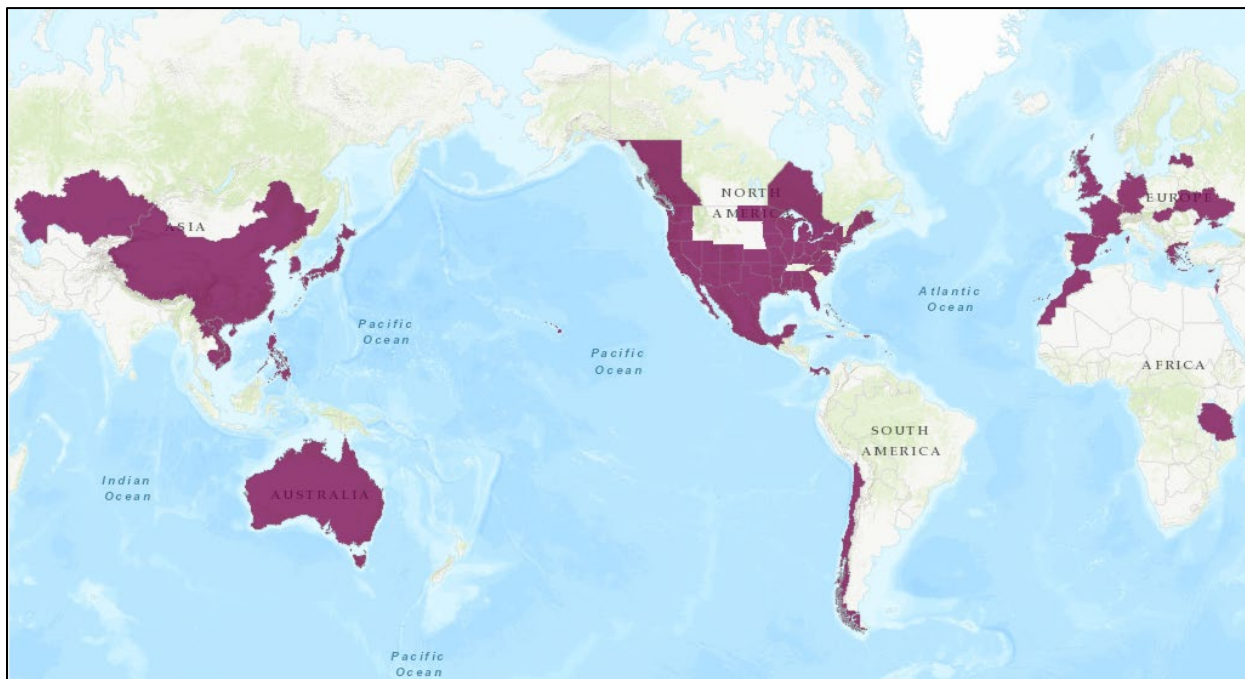 NORTH
AMERICA
EUROPE
ASIA
Atlantic
Ocean
Pacific
Ocean
Pacific
Ocean
AFRICA
SOUTH
AMERICA
Indian
Ocean
AUSTRALIA
Pacific
Ocean